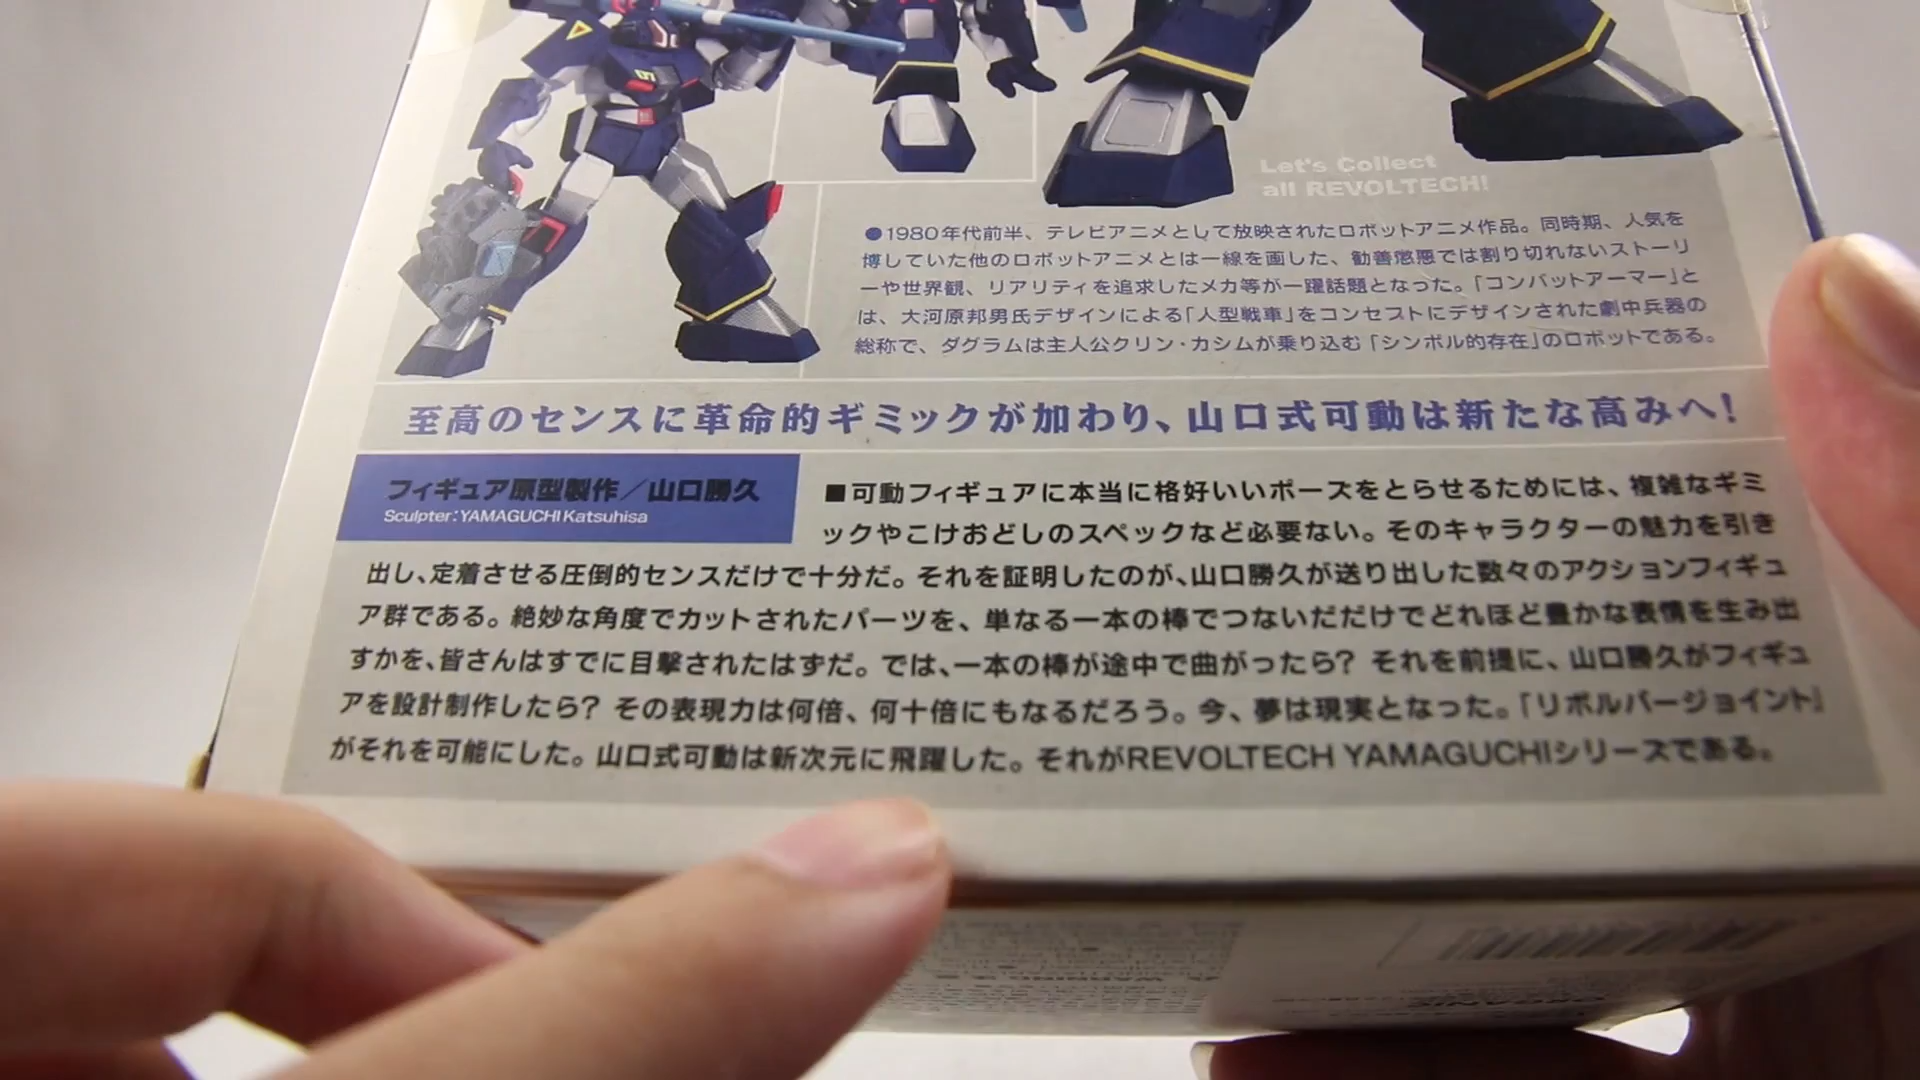 Let's Collect
all REVOLTECH!
●1980年代前半、テレビアニメとして放映されたロボットアニメ作品。同時期、人気を
博していた他のロボットアニメとは一線を画した、勧善懲悪では割り切れないストーリ
ーや世界観、リアリティを追求したメカ等が一躍話題となった。「コンバットアーマー」と
は、大河原邦男氏デザインによる「人型戦車」をコンセプトにデザインされた劇中兵器の
総称で、ダグラムは主人公クリン・カシムが乗り込む「シンボル的存在」のロボットである。
至高のセンスに革命的ギミックが加わり、山口式可動は新たな高みへ！
フィギュア原型製作／山口勝久
Sculpter：YAMAGUCHI Katsuhisa
■可動フィギュアに本当に格好いいポーズをとらせるためには、複雑なギミ
ックやこけおどしのスペックなど必要ない。そのキャラクターの魅力を引き
出し、定着させる圧倒的センスだけで十分だ。それを証明したのが、山口勝久が送り出した数々のアクションフィギュ
ア群である。絶妙な角度でカットされたパーツを、単なる一本の棒でつないだだけでどれほど豊かな表情を生み出
すかを、皆さんはすでに目撃されたはずだ。では、一本の棒が途中で曲がったら？それを前提に、山口勝久がフィギュ
アを設計制作したら？その表現力は何倍、何十倍にもなるだろう。今、夢は現実となった。「リボルバージョイント」
がそれを可能にした。山口式可動は新次元に飛躍した。それがREVOLTECH YAMAGUCHIシリーズである。